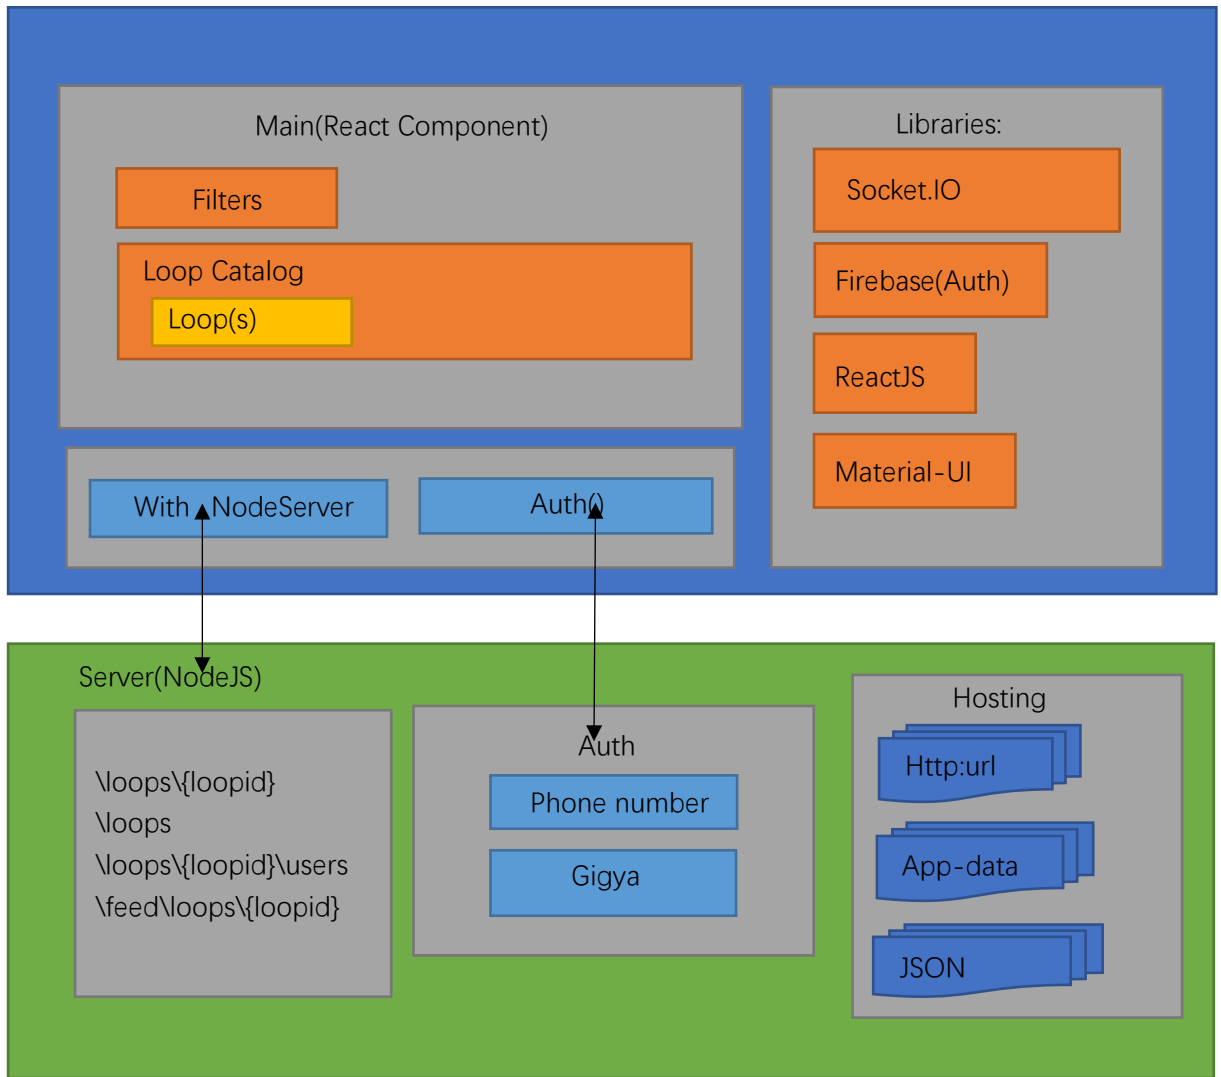 Main(React Component)
Filters
Loop Catalog
Loop(s)
With NodeServer
Auth()
Libraries:
Socket.IO
Firebase(Auth)
ReactJS
Material-UI
Server(NodeJS)
\loops\{loopid}
\loops
\loops\{loopid}\users
\feed\loops\{loopid}
Auth
Phone number
Gigya
Hosting
Http:url
App-data
JSON